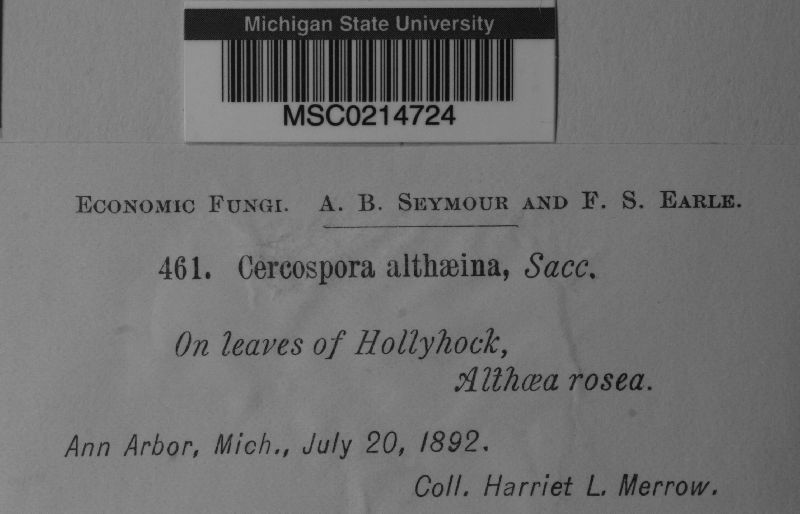 Michigan State University
MSC0214724
ECONOMIC FUNGI. A. B. SEYMOUR AND F. S. EARLE.
461. Cercospora althæina, Sacc.
On leaves of Hollyhock,
Althæa rosea.
Ann Arbor, Mich., July 20, 1892.
Coll. Harriet L. Merrow.